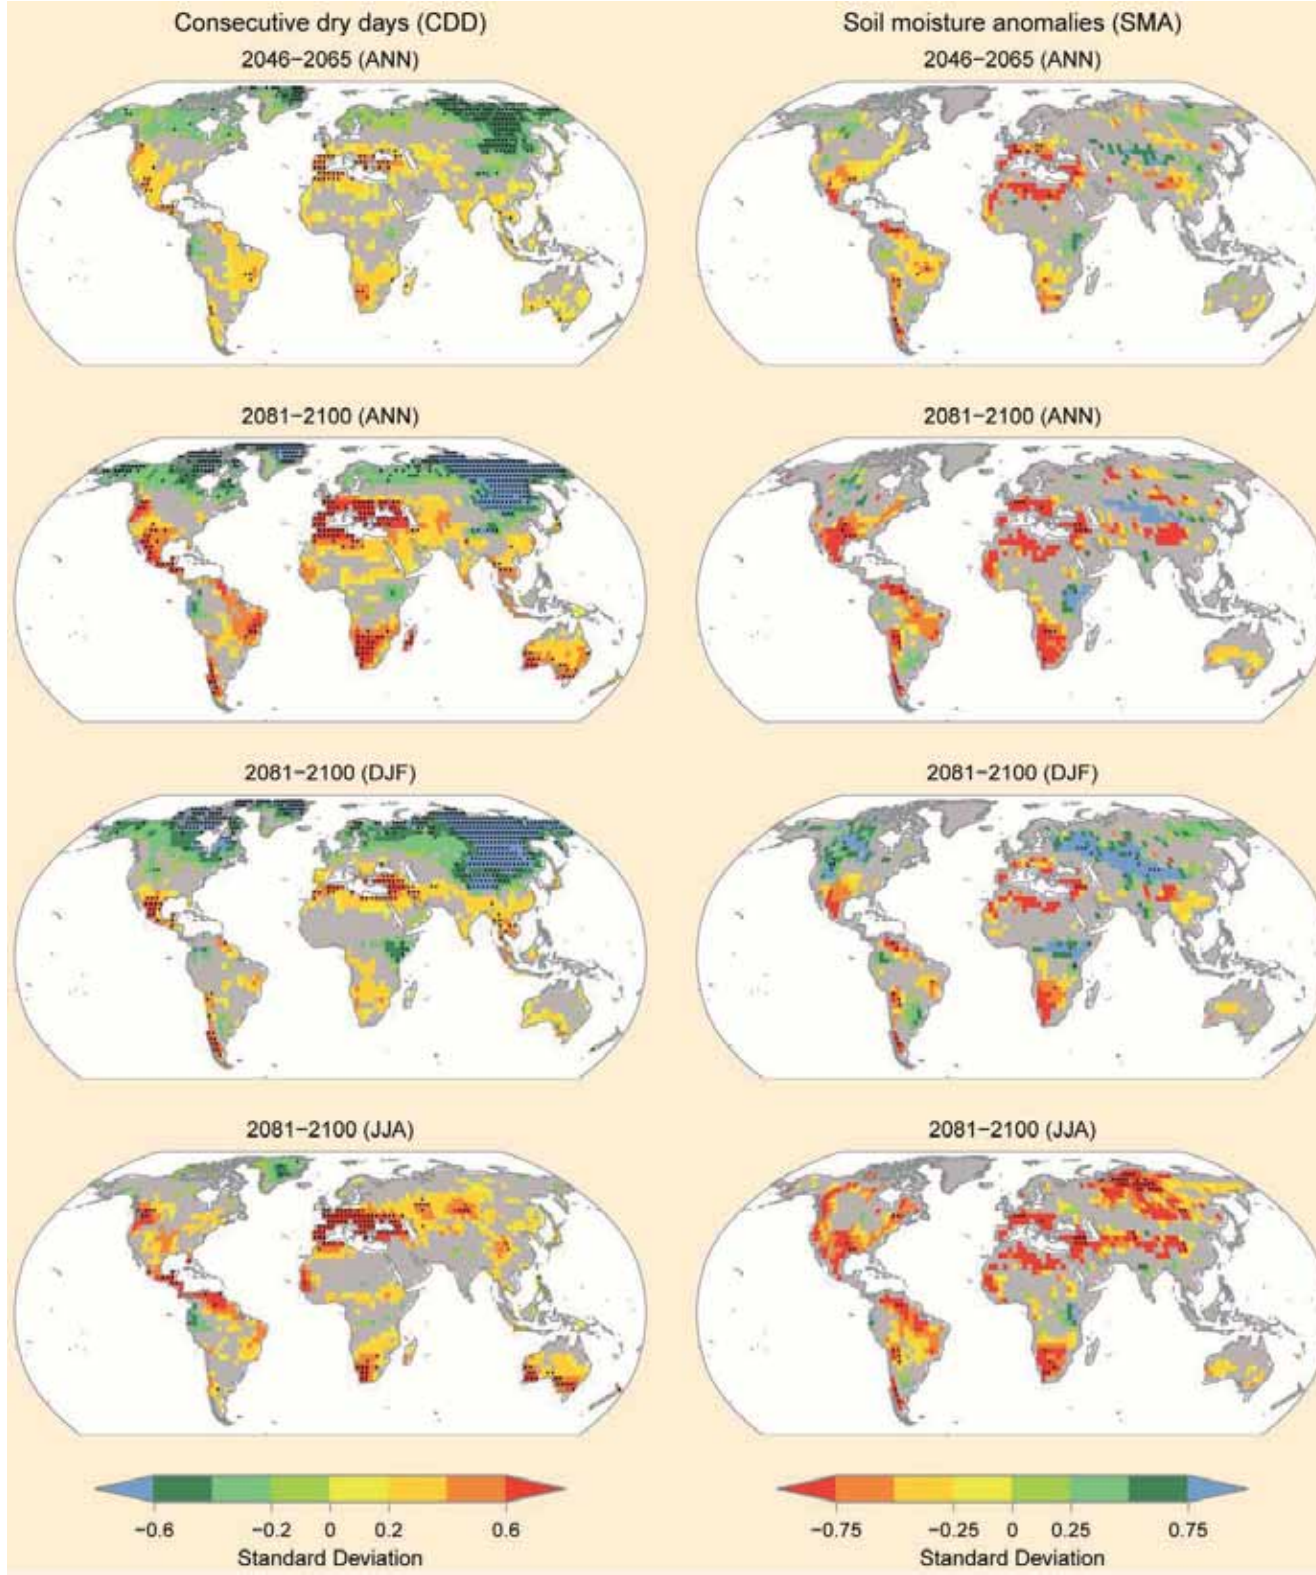 Consecutive dry days (CDD)
Soil moisture anomalies (SMA)
2046−2065 (ANN)
2046−2065 (ANN)
2081−2100 (ANN)
2081−2100 (ANN)
2081−2100 (DJF)
2081−2100 (DJF)
2081−2100 (JJA)
2081−2100 (JJA)
−0.6 −0.2 0 0.2 0.6
Standard Deviation
−0.75 −0.25 0 0.25 0.75
Standard Deviation